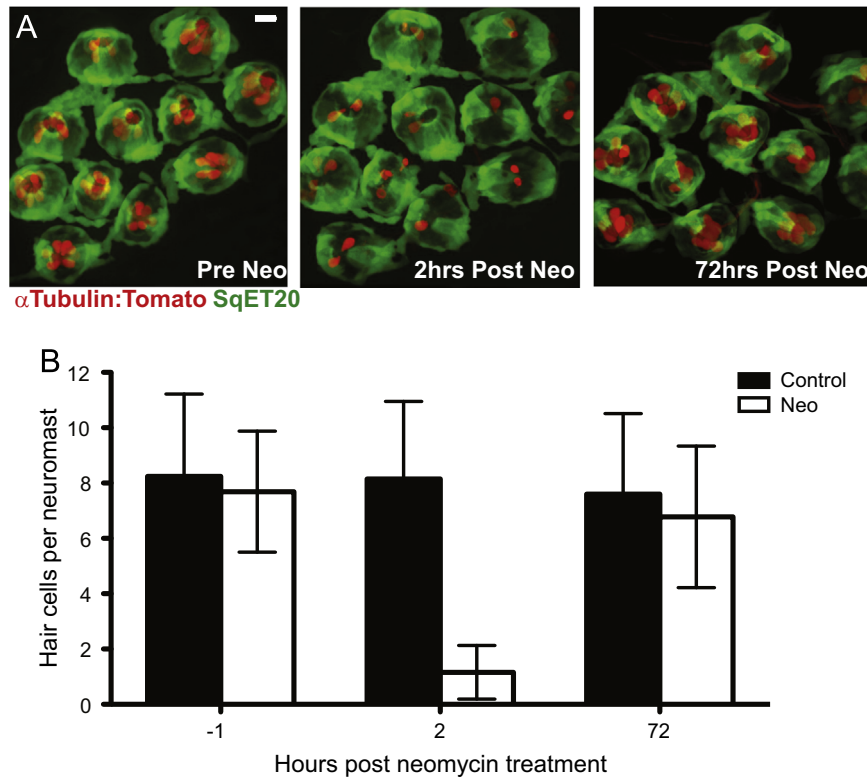 A
Pre Neo
2hrs Post Neo
72hrs Post Neo
αTubulin:Tomato SqET20
B
12
10
8
6
4
2
0
Hair cells per neuromast
Control
Neo
-1
2
72
Hours post neomycin treatment